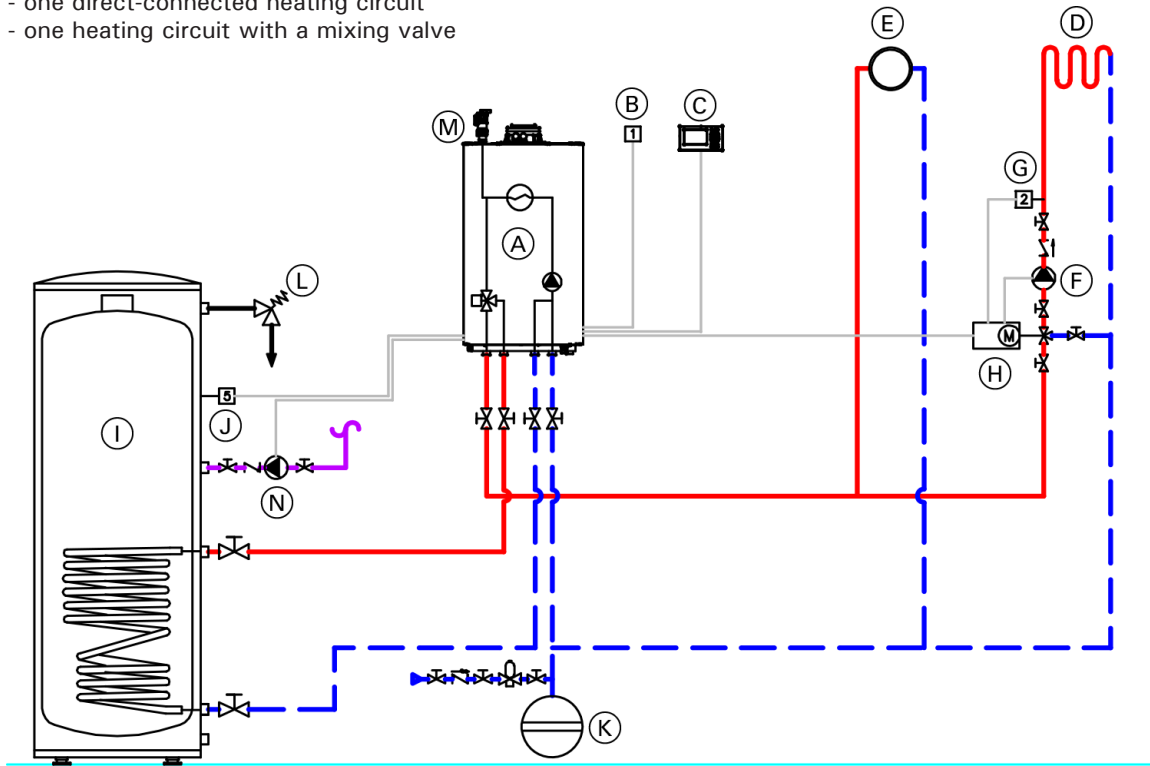 - one direct-connected heating circuit
- one heating circuit with a mixing valve
E
D
B
C
M
1
G
2
A
L
F
M
H
5
J
I
N
K